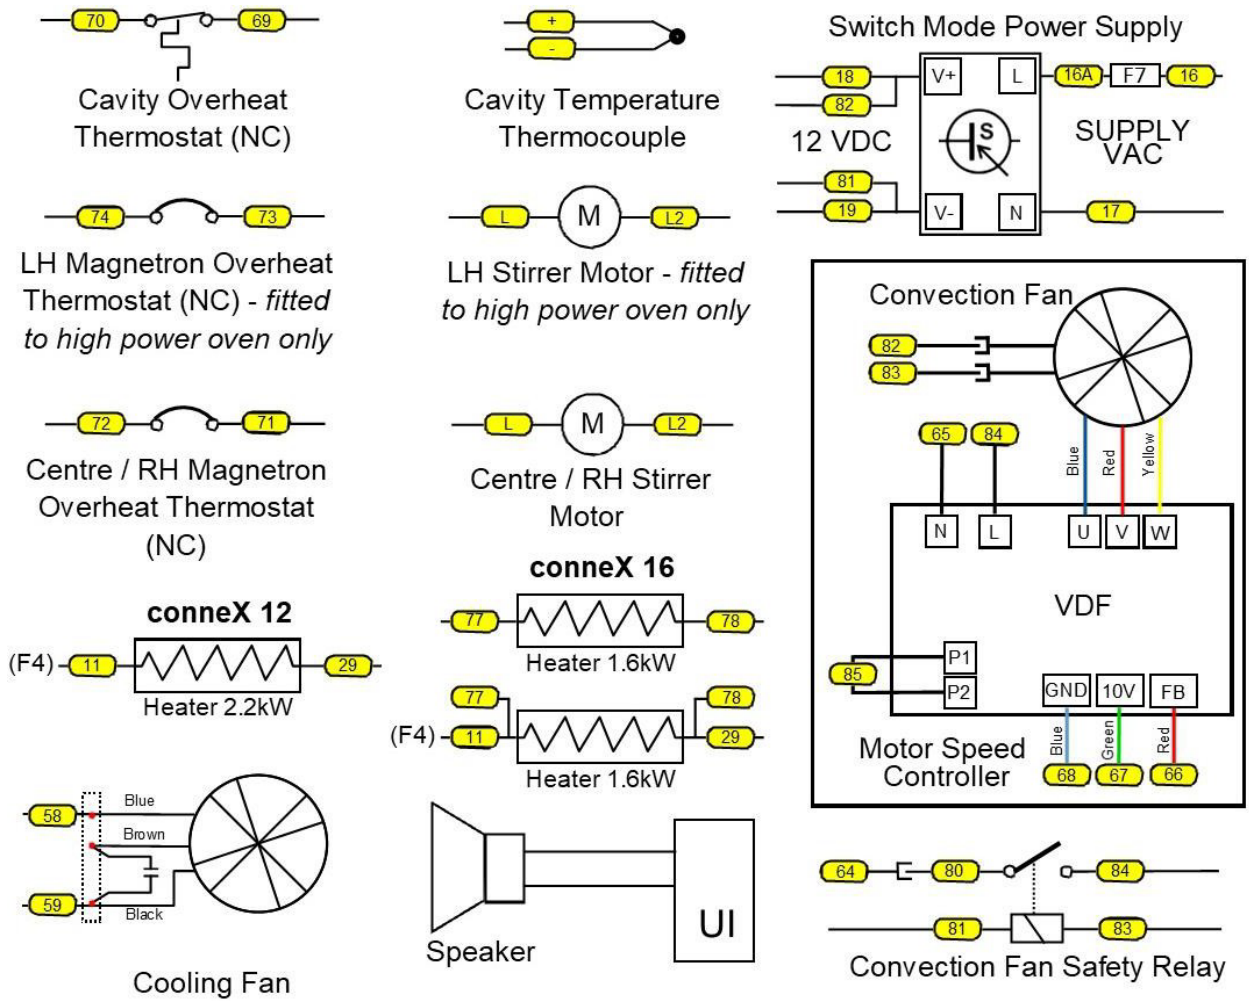 70 69
Cavity Overheat
Thermostat (NC)
+
-
Cavity Temperature
Thermocouple
Switch Mode Power Supply
18 V+ L 16A F7 16
82
12 VDC
S
SUPPLY
VAC
81
19 V- N 17
74 73
LH Magnetron Overheat
Thermostat (NC) - fitted
to high power oven only
L M L2
LH Stirrer Motor - fitted
to high power oven only
72 71
Centre / RH Magnetron
Overheat Thermostat
(NC)
L M L2
Centre / RH Stirrer
Motor
Convection Fan
82
83
65 84
Blue Red Yellow
N L U V W
VDF
P1
85
P2
GND 10V FB
Motor Speed
Controller
Blue Green Red
68 67 66
conneX 12
(F4) 11 29
Heater 2.2kW
conneX 16
77 78
Heater 1.6kW
77 78
(F4) 11 29
Heater 1.6kW
58 Blue
Brown
59 Black
Cooling Fan
UI
Speaker
64 80 84
81 83
Convection Fan Safety Relay